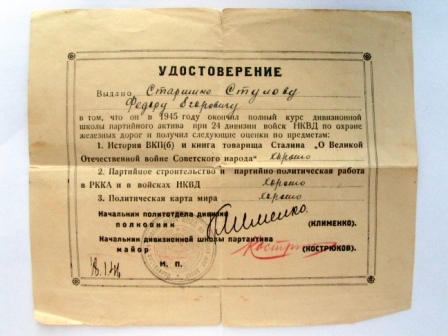 УДОСТОВЕРЕНИЕ
Выдано Старшине Стулову
Федору Егоровичу
в том, что он в 1945 году окончил полный курс дивизионной
школы партийного актива при 24 дивизии войск НКВД по охране
железных дорог и получил следующие оценки по предметам:
1. История ВКП(б) и книга товарища Сталина „О Великой
Отечественной войне Советского народа" хорошо
2. Партийное строительство и партийно-политическая работа
в РККА и в войсках НКВД хорошо
3. Политическая карта мира хорошо
Начальник политотдела дивизии
полковник Клименко (КЛИМЕНКО)
Начальник дивизионной школы партактива
майор (КОСТРЮКОВ)
М. П.